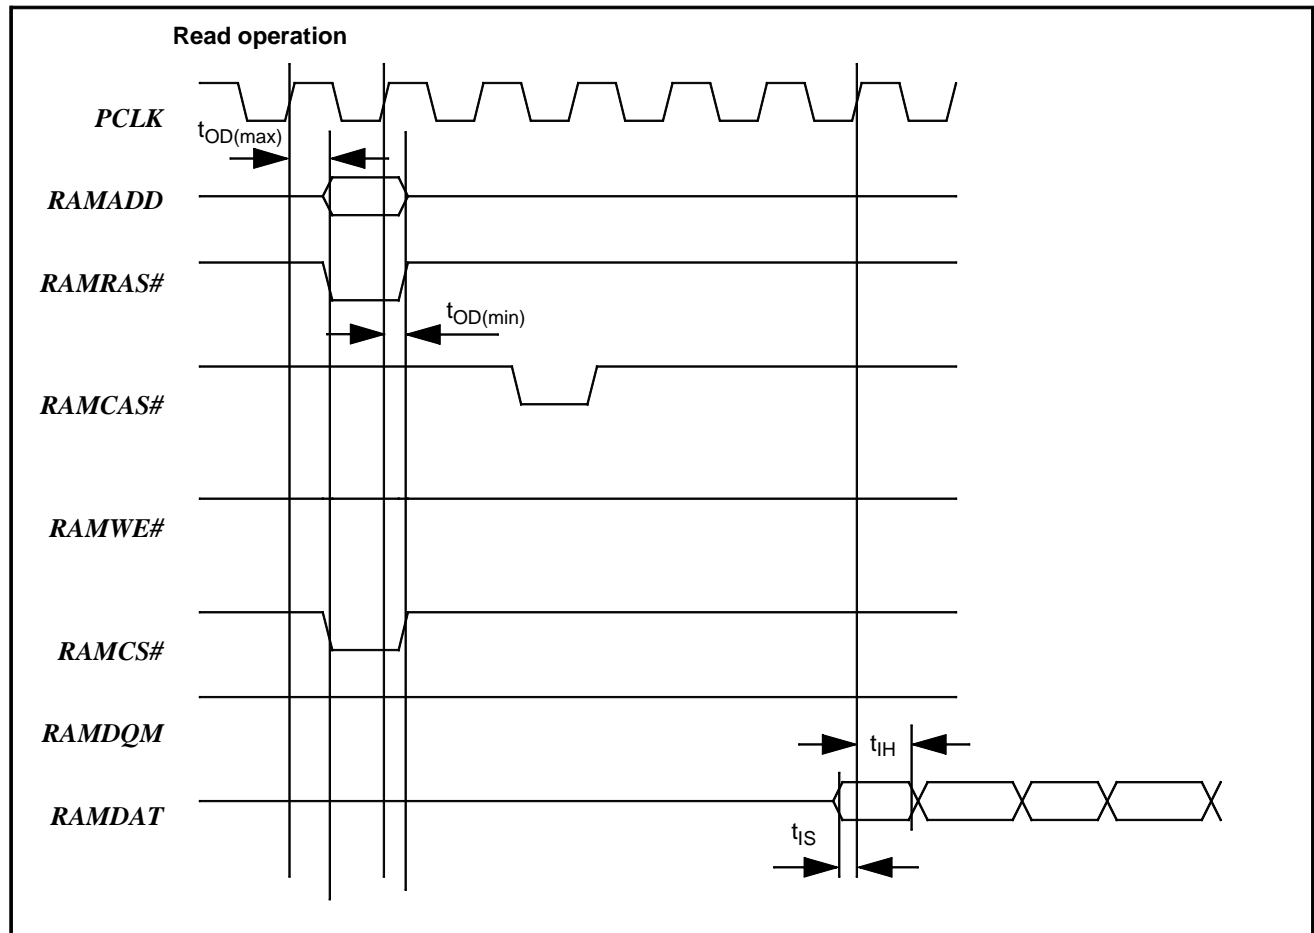 Read operation
PCLK
tOD(max)
RAMADD
RAMRAS#
tOD(min)
RAMCAS#
RAMWE#
RAMCS#
RAMDQM
tIH
RAMDAT
tIS